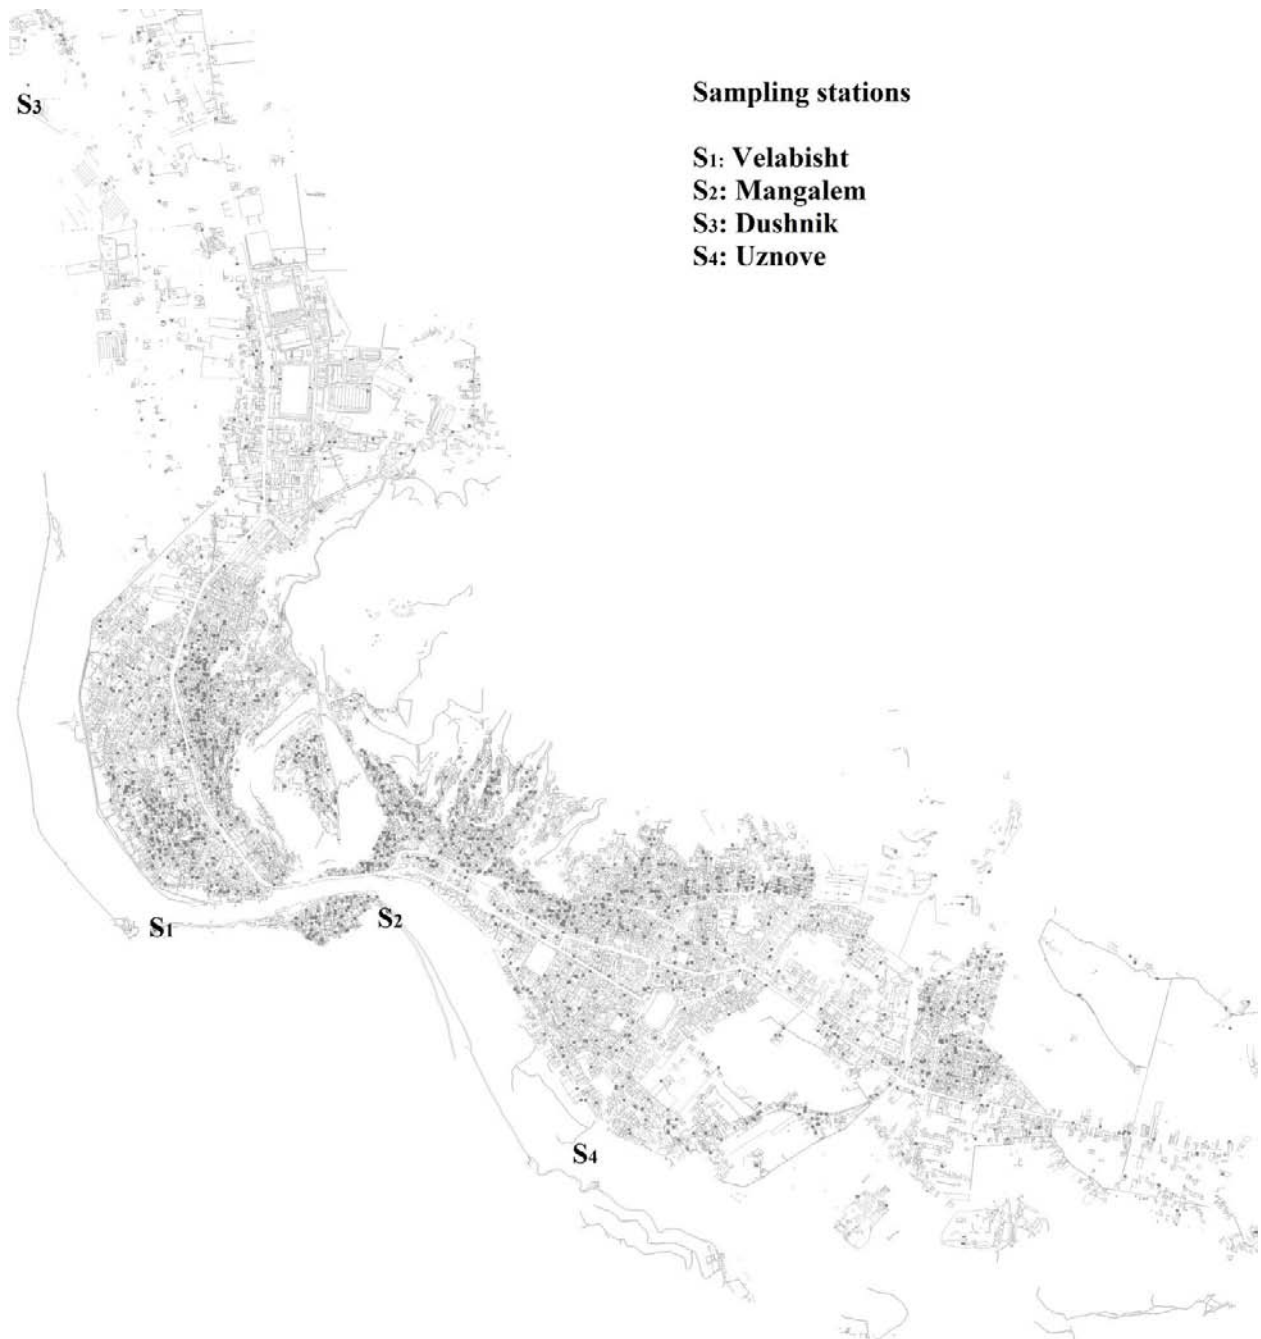 S3
Sampling stations
S1: Velabisht
S2: Mangalem
S3: Dushnik
S4: Uznove
S1
S2
S4